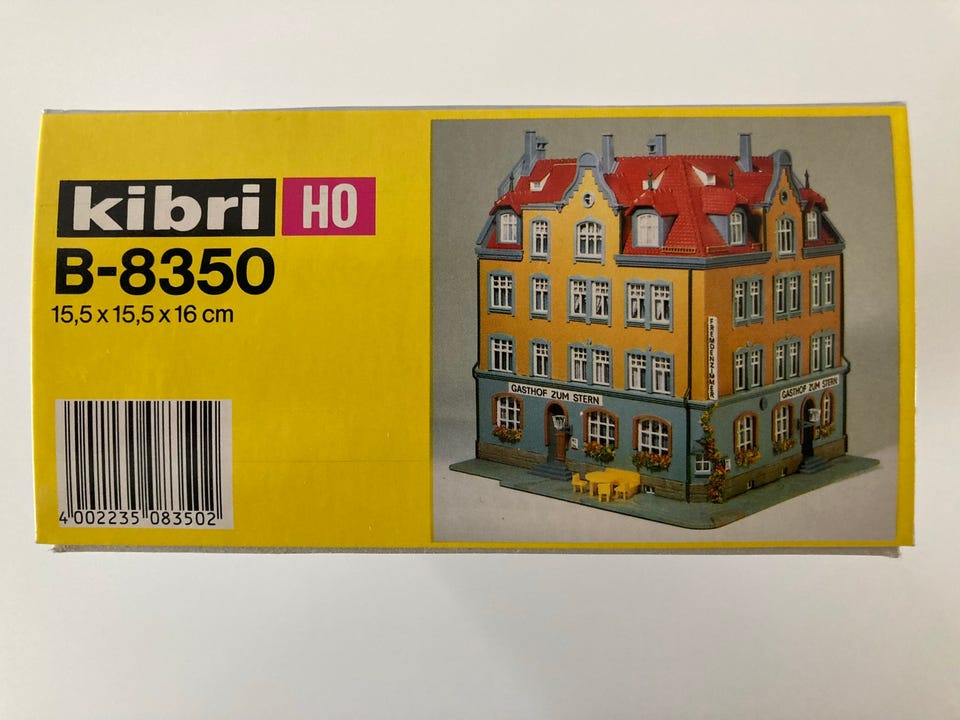 kibri HO
B-8350
15,5 x 15,5 x 16 cm
4 002235 083502
GASTHOF ZUM STERN
FREMDENZIMMER
GASTHOF ZUM STERN